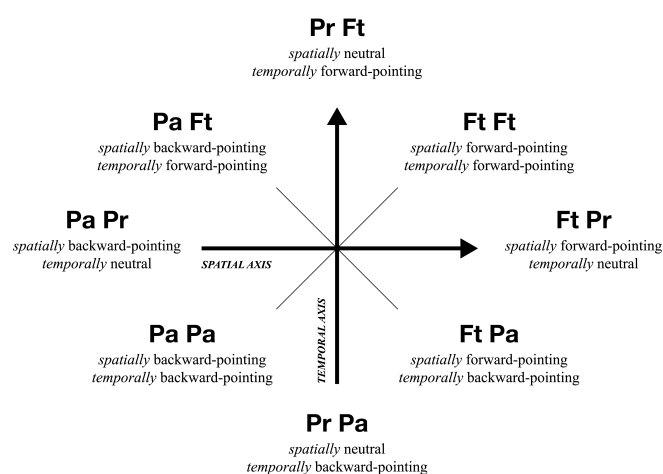 Pr Ft
spatially neutral
temporally forward-pointing
Pa Ft
spatially backward-pointing
temporally forward-pointing
Ft Ft
spatially forward-pointing
temporally forward-pointing
Pa Pr
spatially backward-pointing
temporally neutral
SPATIAL AXIS
Ft Pr
spatially forward-pointing
temporally neutral
Pa Pa
spatially backward-pointing
temporally backward-pointing
TEMPORAL AXIS
Ft Pa
spatially forward-pointing
temporally backward-pointing
Pr Pa
spatially neutral
temporally backward-pointing